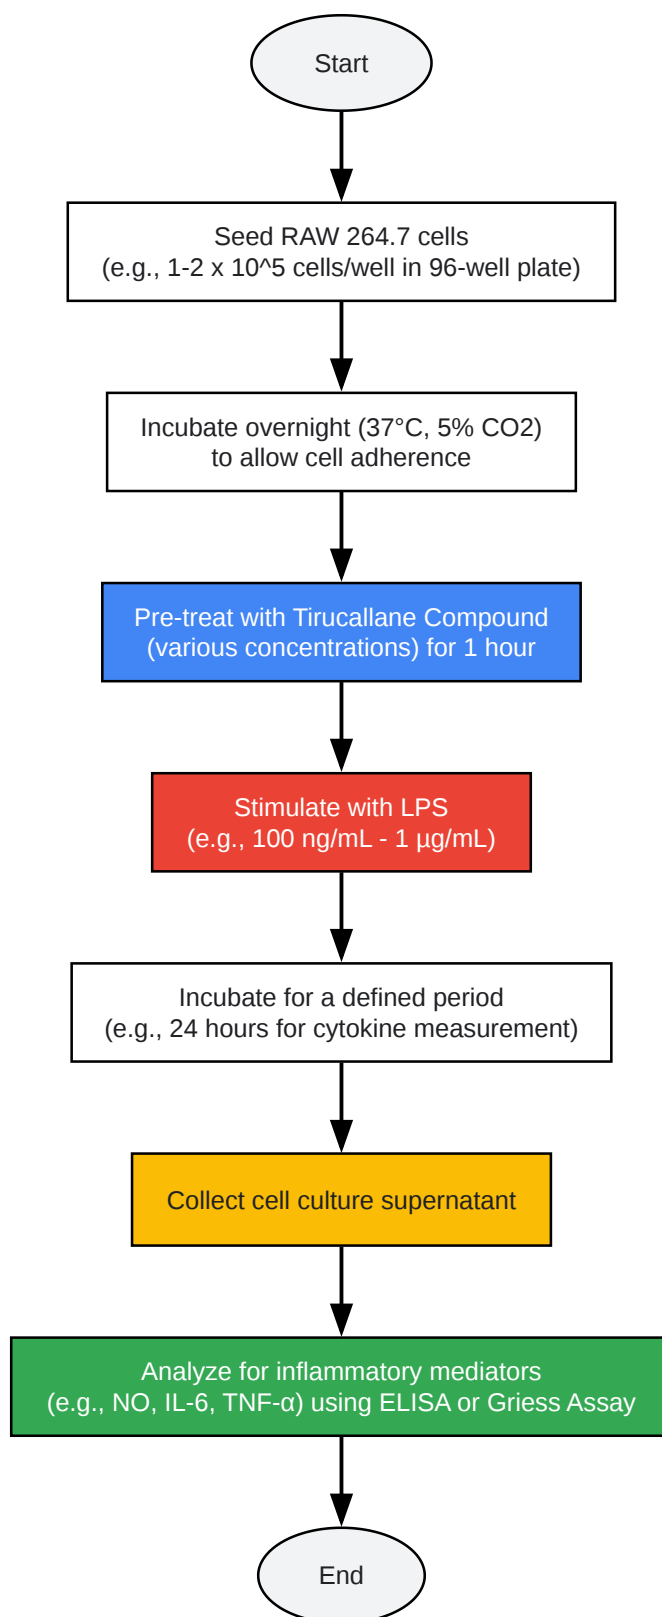 Start
Seed RAW 264.7 cells
(e.g., 1-2 x 10^5 cells/well in 96-well plate)
Incubate overnight (37°C, 5% CO2)
to allow cell adherence
Pre-treat with Tirucallane Compound
(various concentrations) for 1 hour
Stimulate with LPS
(e.g., 100 ng/mL - 1 µg/mL)
Incubate for a defined period
(e.g., 24 hours for cytokine measurement)
Collect cell culture supernatant
Analyze for inflammatory mediators
(e.g., NO, IL-6, TNF-α) using ELISA or Griess Assay
End